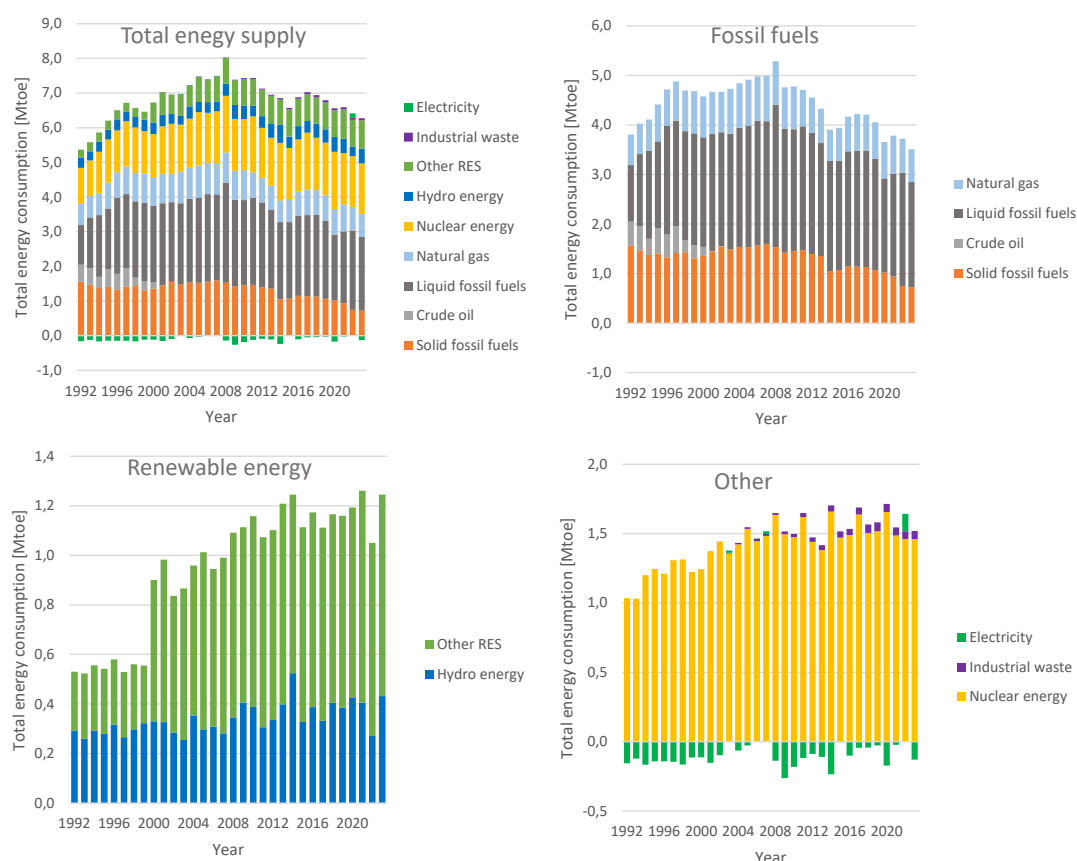 Total enegy supply
Total energy consumption [Mtoe]
9,0
8,0
7,0
6,0
5,0
4,0
3,0
2,0
1,0
0,0
-1,0
1992 1996 2000 2004 2008 2012 2016 2020
Year
Electricity
Industrial waste
Other RES
Hydro energy
Nuclear energy
Natural gas
Liquid fossil fuels
Crude oil
Solid fossil fuels
Fossil fuels
Total energy consumption [Mtoe]
6,0
5,0
4,0
3,0
2,0
1,0
0,0
-1,0
1992 1996 2000 2004 2008 2012 2016 2020
Year
Natural gas
Liquid fossil fuels
Crude oil
Solid fossil fuels
Renewable energy
Total energy consumption [Mtoe]
1,4
1,2
1,0
0,8
0,6
0,4
0,2
0,0
1992 1996 2000 2004 2008 2012 2016 2020
Year
Other RES
Hydro energy
Other
Total energy consumption [Mtoe]
2,0
1,5
1,0
0,5
0,0
-0,5
1992 1996 2000 2004 2008 2012 2016 2020
Year
Electricity
Industrial waste
Nuclear energy